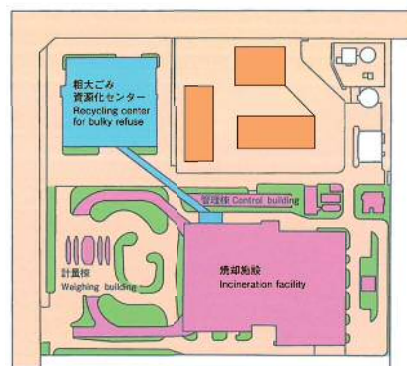 粗大ごみ
資源化センター
Recycling center
for bulky refuse
管理棟 Control building
計量棟
Weighing building
焼却施設
Incineration facility